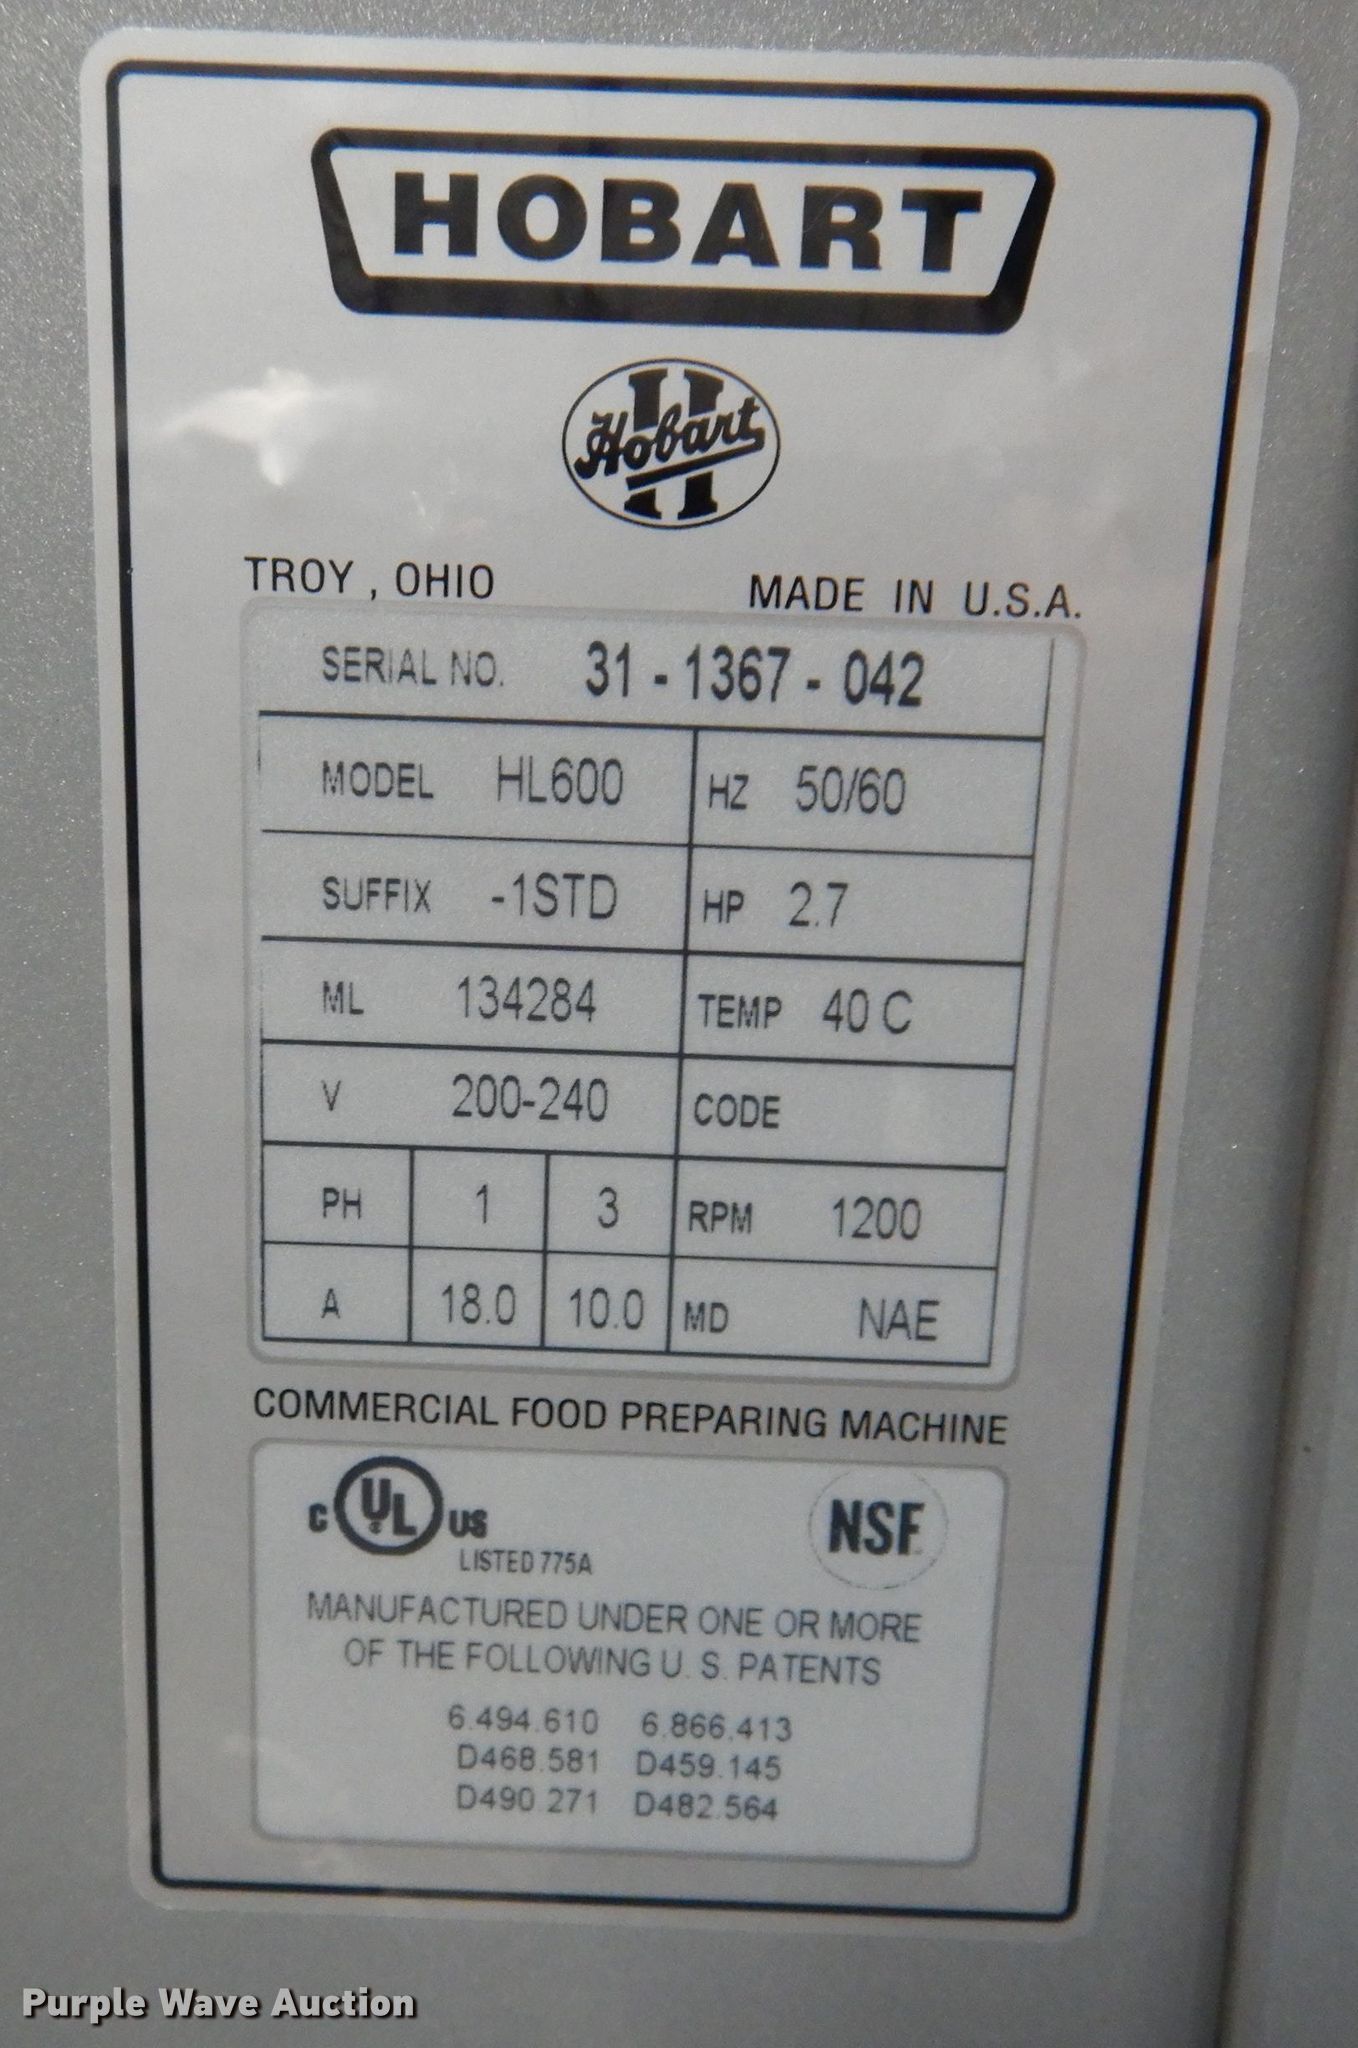 HOBART
Hobart
TROY, OHIO MADE IN U.S.A.
SERIAL NO. 31 - 1367 - 042
MODEL HL600 HZ 50/60
SUFFIX -1STD HP 2.7
ML 134284 TEMP 40 C
V 200-240 CODE
PH 1 3 RPM 1200
A 18.0 10.0 MD NAE
COMMERCIAL FOOD PREPARING MACHINE
C UL US NSF
LISTED 775A
MANUFACTURED UNDER ONE OR MORE
OF THE FOLLOWING U. S. PATENTS
6.494.610 6.866.413
D468.581 D459.145
D490.271 D482.564
Purple Wave Auction